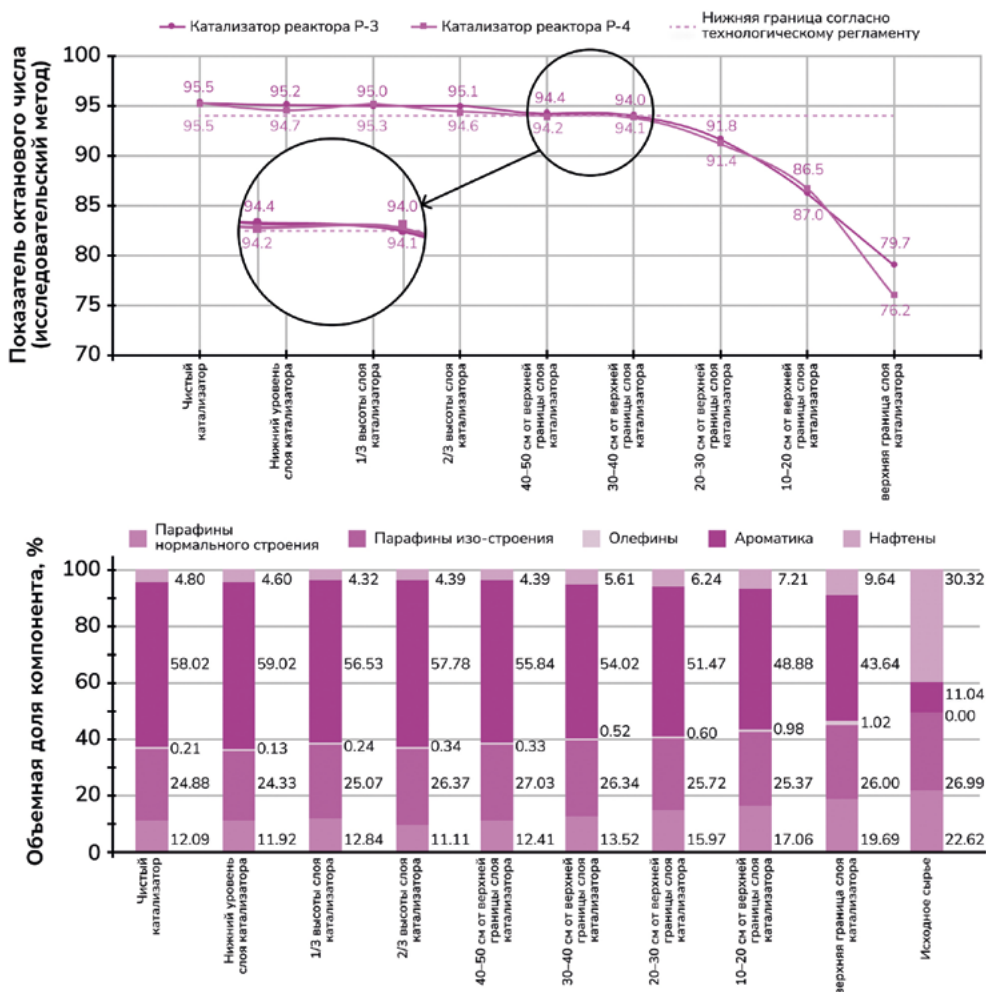 Катализатор реактора Р-3
Катализатор реактора Р-4
Нижняя граница согласно
технологическому регламенту
Показатель октанового числа
(исследовательский метод)
100
95
90
85
80
75
70
95.5
95.2
95.0
95.1
94.4
94.0
91.8
86.5
79.7
95.5
94.7
95.3
94.6
94.2
94.1
91.4
87.0
76.2
94.4
94.0
94.2
94.1
Чистый
катализатор
Нижний уровень
слоя катализатора
1/3 высоты слоя
катализатора
2/3 высоты слоя
катализатора
40–50 см от верхней
границы слоя
катализатора
30–40 см от верхней
границы слоя
катализатора
20–30 см от верхней
границы слоя
катализатора
10–20 см от верхней
границы слоя
катализатора
верхняя граница слоя
катализатора
Парафины
нормального строения
Парафины изо-строения
Олефины
Ароматика
Нафтены
Объемная доля компонента, %
100
80
60
40
20
0
4.80
4.60
4.32
4.39
4.39
5.61
6.24
7.21
9.64
30.32
58.02
59.02
56.53
57.78
55.84
54.02
51.47
48.88
43.64
11.04
0.21
0.13
0.24
0.34
0.33
0.52
0.60
0.98
1.02
0.00
24.88
24.33
25.07
26.37
27.03
26.34
25.72
25.37
26.00
26.99
12.09
11.92
12.84
11.11
12.41
13.52
15.97
17.06
19.69
22.62
Чистый
катализатор
Нижний уровень
слоя катализатора
1/3 высоты слоя
катализатора
2/3 высоты слоя
катализатора
40–50 см от верхней
границы слоя
катализатора
30–40 см от верхней
границы слоя
катализатора
20–30 см от верхней
границы слоя
катализатора
10–20 см от верхней
границы слоя
катализатора
верхняя граница слоя
катализатора
Исходное сырье